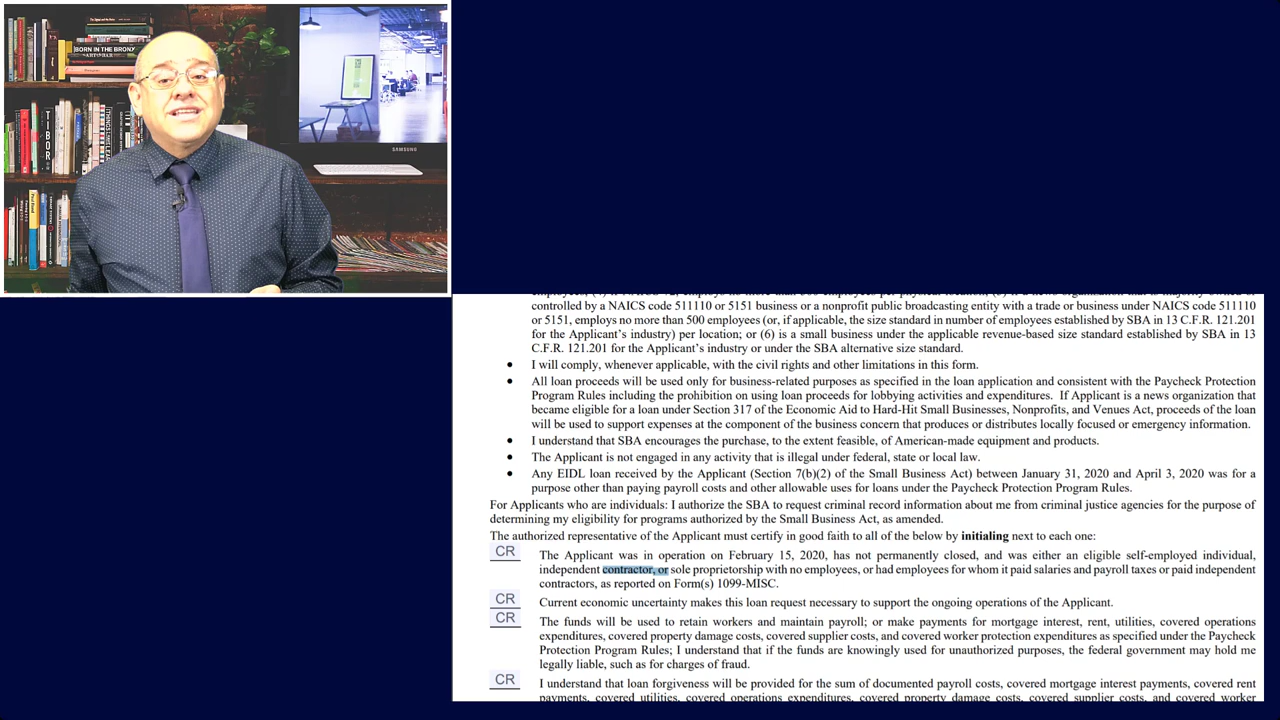 BORN IN THE BRONX
TIBOR
SAMSUNG
controlled by a NAICS code 511110 or 5151 business or a nonprofit public broadcasting entity with a trade or business under NAICS code 511110
or 5151, employs no more than 500 employees (or, if applicable, the size standard in number of employees established by SBA in 13 C.F.R. 121.201
for the Applicant's industry) per location; or (6) is a small business under the applicable revenue-based size standard established by SBA in 13
C.F.R. 121.201 for the Applicant's industry or under the SBA alternative size standard.
● I will comply, whenever applicable, with the civil rights and other limitations in this form.
● All loan proceeds will be used only for business-related purposes as specified in the loan application and consistent with the Paycheck Protection
Program Rules including the prohibition on using loan proceeds for lobbying activities and expenditures. If Applicant is a news organization that
became eligible for a loan under Section 317 of the Economic Aid to Hard-Hit Small Businesses, Nonprofits, and Venues Act, proceeds of the loan
will be used to support expenses at the component of the business concern that produces or distributes locally focused or emergency information.
● I understand that SBA encourages the purchase, to the extent feasible, of American-made equipment and products.
● The Applicant is not engaged in any activity that is illegal under federal, state or local law.
● Any EIDL loan received by the Applicant (Section 7(b)(2) of the Small Business Act) between January 31, 2020 and April 3, 2020 was for a
purpose other than paying payroll costs and other allowable uses for loans under the Paycheck Protection Program Rules.
For Applicants who are individuals: I authorize the SBA to request criminal record information about me from criminal justice agencies for the purpose of
determining my eligibility for programs authorized by the Small Business Act, as amended.
The authorized representative of the Applicant must certify in good faith to all of the below by initialing next to each one:
CR The Applicant was in operation on February 15, 2020, has not permanently closed, and was either an eligible self-employed individual,
independent contractor, or sole proprietorship with no employees, or had employees for whom it paid salaries and payroll taxes or paid independent
contractors, as reported on Form(s) 1099-MISC.
CR Current economic uncertainty makes this loan request necessary to support the ongoing operations of the Applicant.
CR The funds will be used to retain workers and maintain payroll; or make payments for mortgage interest, rent, utilities, covered operations
expenditures, covered property damage costs, covered supplier costs, and covered worker protection expenditures as specified under the Paycheck
Protection Program Rules; I understand that if the funds are knowingly used for unauthorized purposes, the federal government may hold me
legally liable, such as for charges of fraud.
CR I understand that loan forgiveness will be provided for the sum of documented payroll costs, covered mortgage interest payments, covered rent
payments, covered utilities, covered operations expenditures, covered property damage costs, covered supplier costs, and covered worker